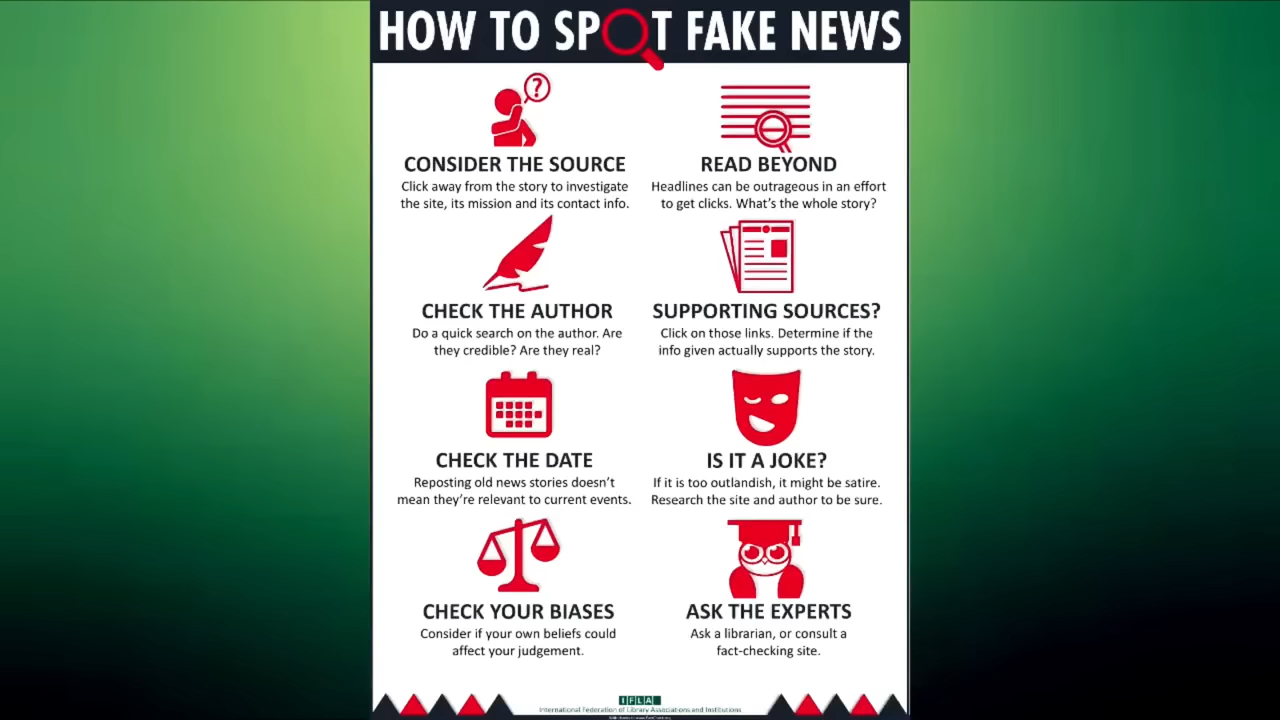 HOW TO SPOT FAKE NEWS
?
CONSIDER THE SOURCE
Click away from the story to investigate
the site, its mission and its contact info.
READ BEYOND
Headlines can be outrageous in an effort
to get clicks. What's the whole story?
CHECK THE AUTHOR
Do a quick search on the author. Are
they credible? Are they real?
SUPPORTING SOURCES?
Click on those links. Determine if the
info given actually supports the story.
CHECK THE DATE
Reposting old news stories doesn't
mean they're relevant to current events.
IS IT A JOKE?
If it is too outlandish, it might be satire.
Research the site and author to be sure.
CHECK YOUR BIASES
Consider if your own beliefs could
affect your judgement.
ASK THE EXPERTS
Ask a librarian, or consult a
fact-checking site.
IFLA
International Federation of Library Associations and Institutions